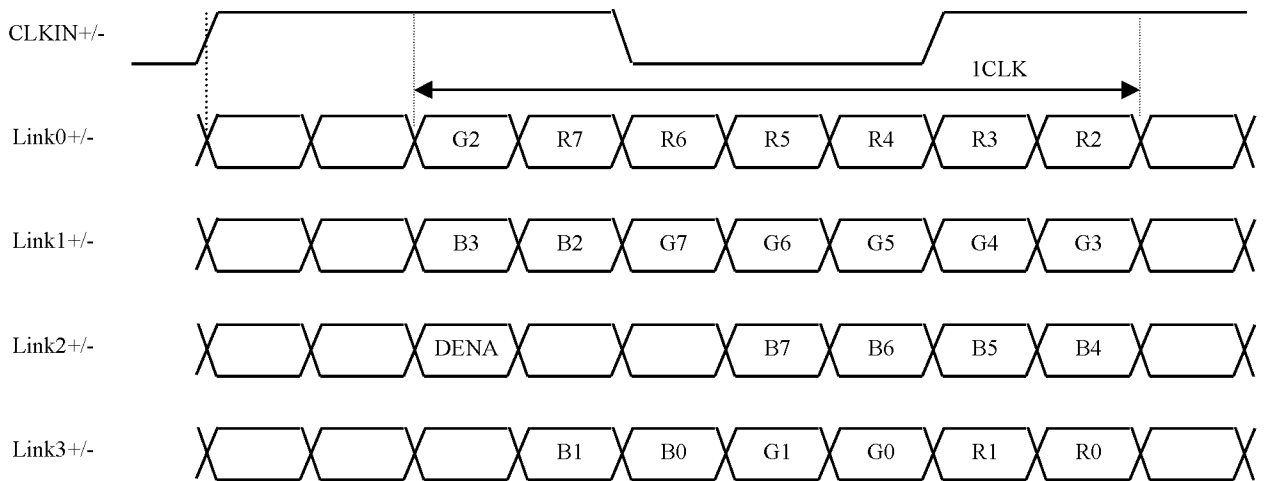 CLKIN+/-
1CLK
Link0+/- G2 R7 R6 R5 R4 R3 R2
Link1+/- B3 B2 G7 G6 G5 G4 G3
Link2+/- DENA B7 B6 B5 B4
Link3+/- B1 B0 G1 G0 R1 R0